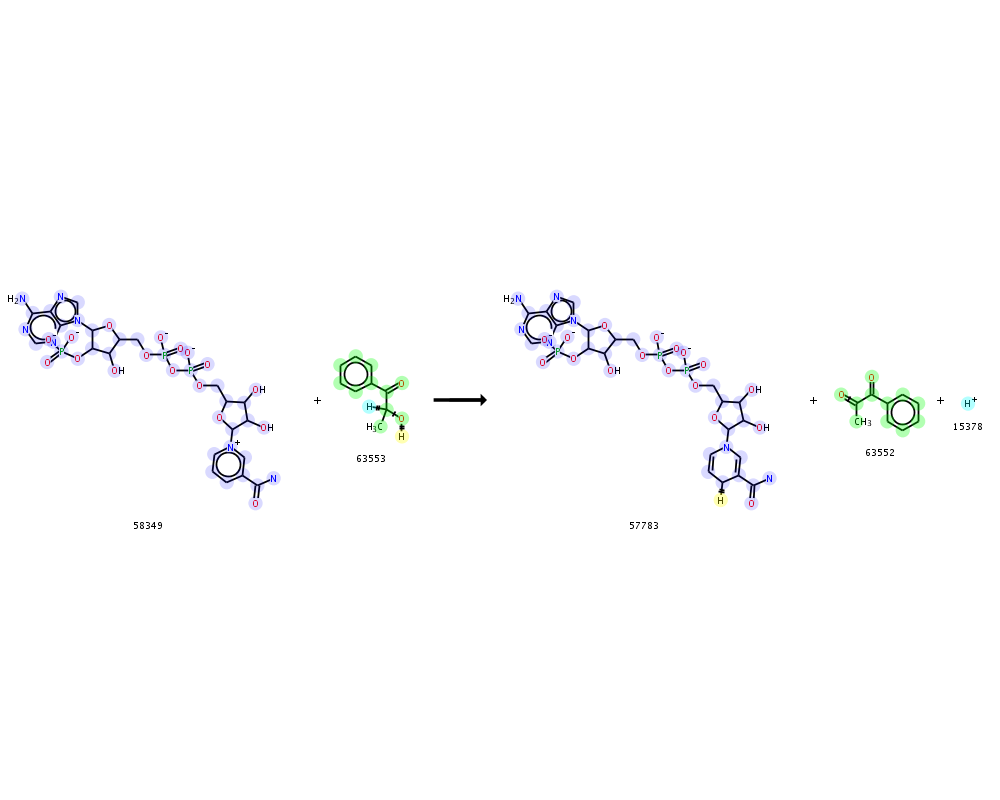 H₂N N N N N O O O⁻ O⁻ P O O OH O O⁻ P O O O⁻ P O O OH O OH N⁺ N O
58349
+
O H H₃C O H
63553
H₂N N N N N O O O⁻ O⁻ P O O OH O O⁻ P O O O⁻ P O O OH O OH N N O H
57783
+
O O CH₃
63552
+
H⁺
15378